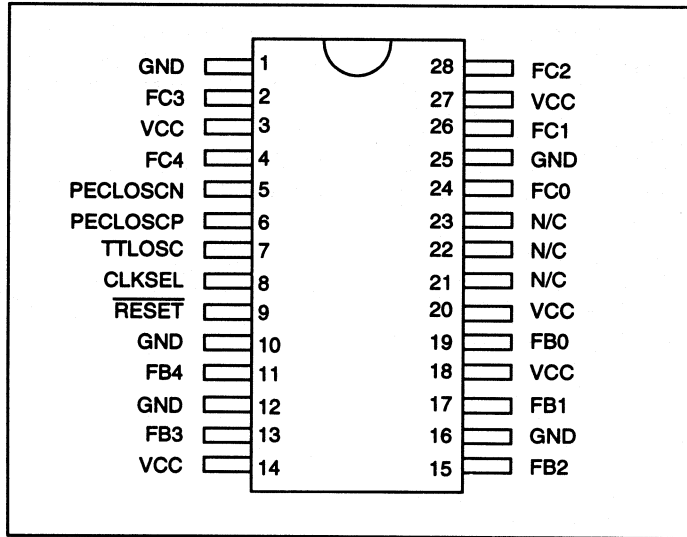 GND 1 28 FC2
FC3 2 27 VCC
VCC 3 26 FC1
FC4 4 25 GND
PECLOSCN 5 24 FC0
PECLOSCP 6 23 N/C
TTLOSC 7 22 N/C
CLKSEL 8 21 N/C
RESET 9 20 VCC
GND 10 19 FB0
FB4 11 18 VCC
GND 12 17 FB1
FB3 13 16 GND
VCC 14 15 FB2